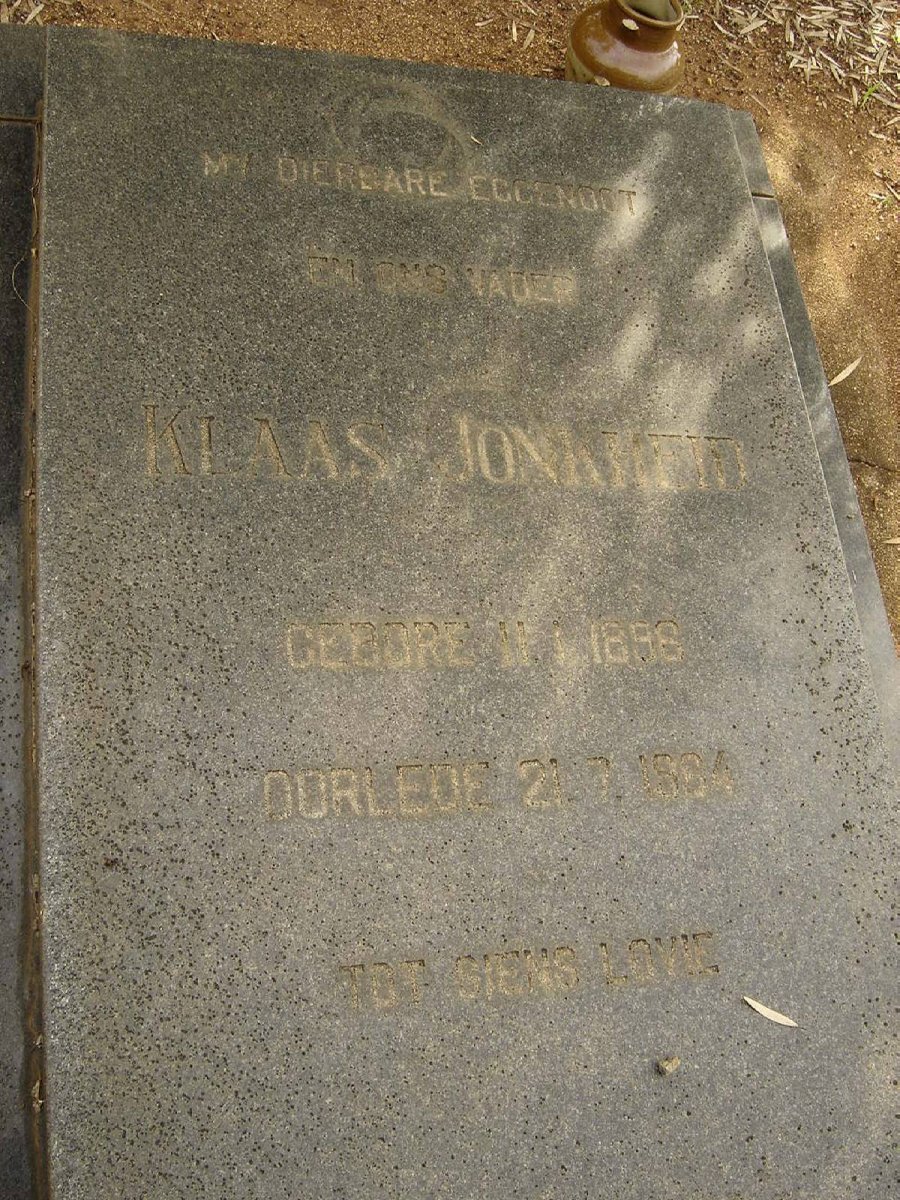 MY DIERBARE EGGENOOT
EN ONS VADER
KLAAS JONKHEID
GEBORE 11.1.1898
OORLEDE 21.7.1964
TOT SIENS LOVIE